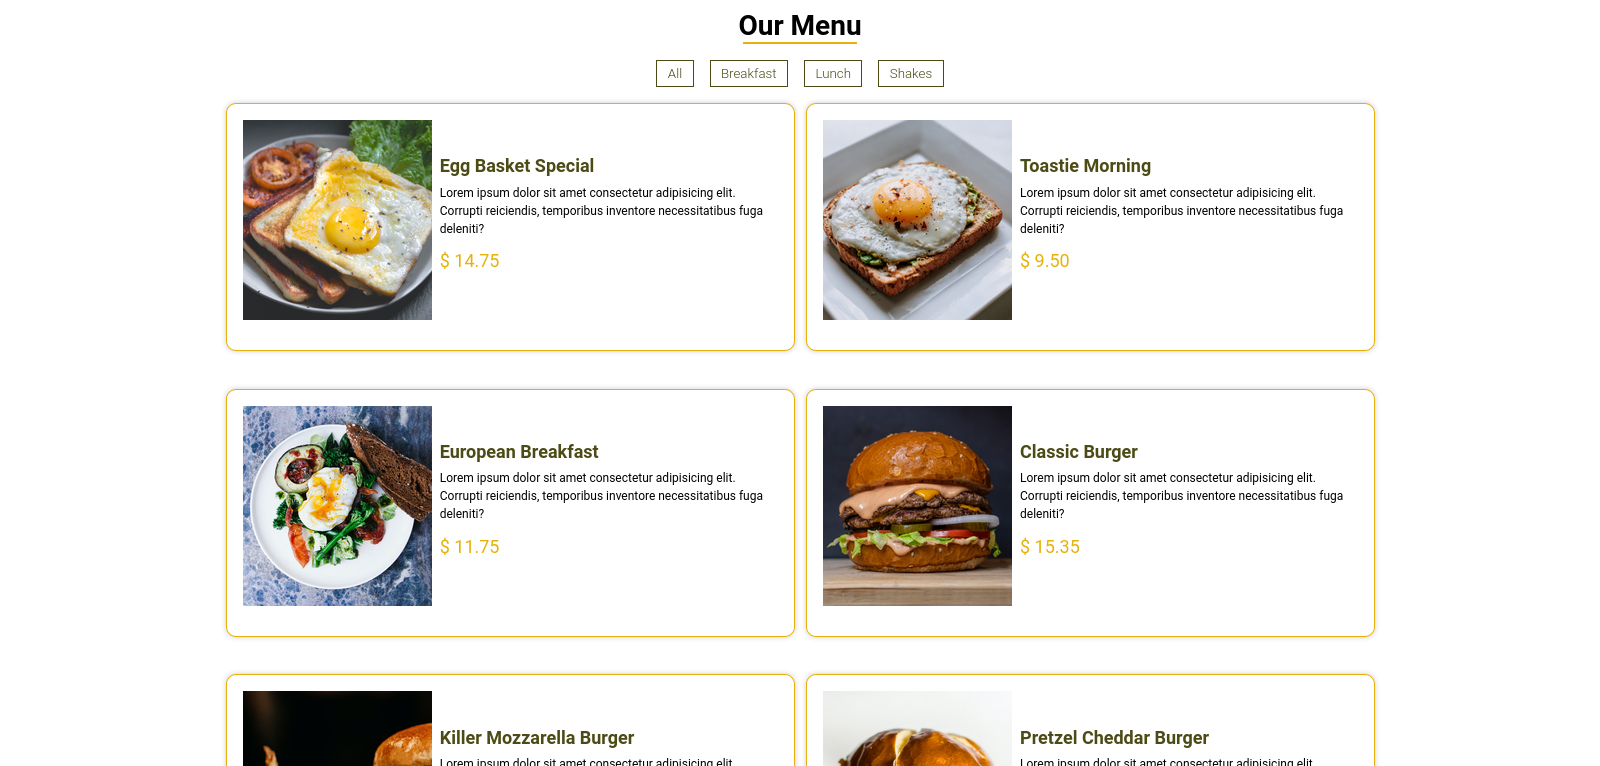 Our Menu
All
Breakfast
Lunch
Shakes
Egg Basket Special
Lorem ipsum dolor sit amet consectetur adipisicing elit.
Corrupti reiciendis, temporibus inventore necessitatibus fuga
deleniti?
$ 14.75
Toastie Morning
Lorem ipsum dolor sit amet consectetur adipisicing elit.
Corrupti reiciendis, temporibus inventore necessitatibus fuga
deleniti?
$ 9.50
European Breakfast
Lorem ipsum dolor sit amet consectetur adipisicing elit.
Corrupti reiciendis, temporibus inventore necessitatibus fuga
deleniti?
$ 11.75
Classic Burger
Lorem ipsum dolor sit amet consectetur adipisicing elit.
Corrupti reiciendis, temporibus inventore necessitatibus fuga
deleniti?
$ 15.35
Killer Mozzarella Burger
Lorem ipsum dolor sit amet consectetur adipisicing elit.
Pretzel Cheddar Burger
Lorem ipsum dolor sit amet consectetur adipisicing elit.